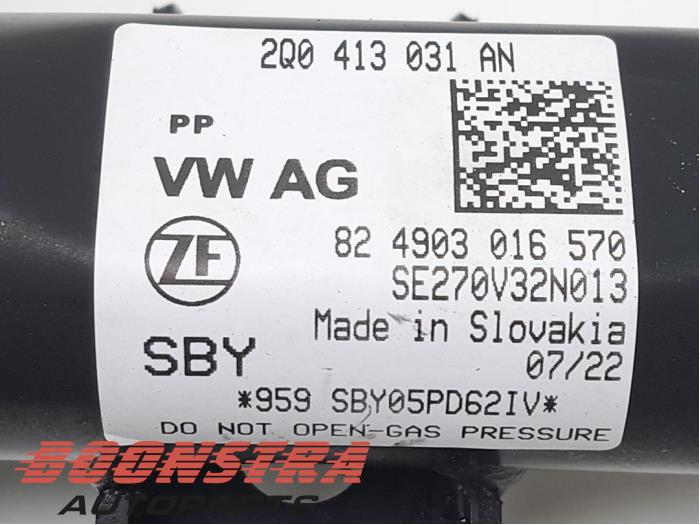 2Q0 413 031 AN
PP
VW AG
ZF
82 4903 016 570
SE270V32N013
Made in Slovakia
SBY
07/22
*959 SBY05PD62IV*
DO NOT OPEN-GAS PRESSURE
BOONSTRA
AUTOPARTS